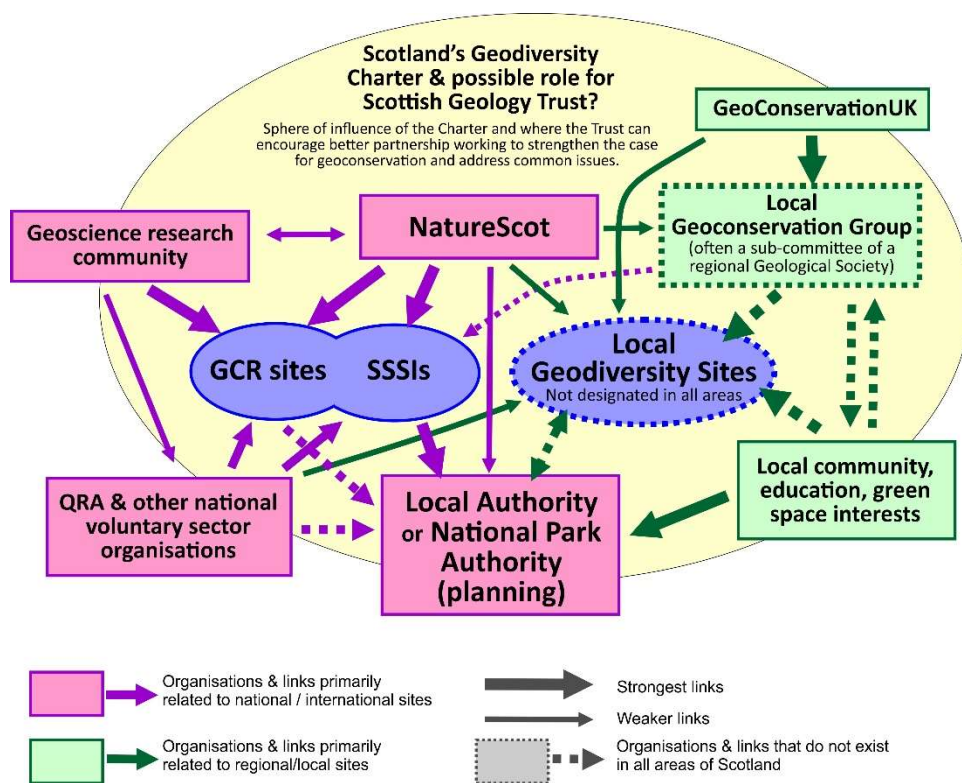 Scotland's Geodiversity
Charter & possible role for
Scottish Geology Trust?
Sphere of influence of the Charter and where the Trust can
encourage better partnership working to strengthen the case
for geoconservation and address common issues.
GeoConservationUK
Local
Geoconservation Group
(often a sub-committee of a
regional Geological Society)
Geoscience research
community
NatureScot
GCR sites
SSSIs
Local
Geodiversity Sites
Not designated in all areas
QRA & other national
voluntary sector
organisations
Local Authority
or National Park
Authority
(planning)
Local community,
education, green
space interests
Organisations & links primarily
related to national / international sites
Organisations & links primarily
related to regional/local sites
Strongest links
Weaker links
Organisations & links that do not exist
in all areas of Scotland